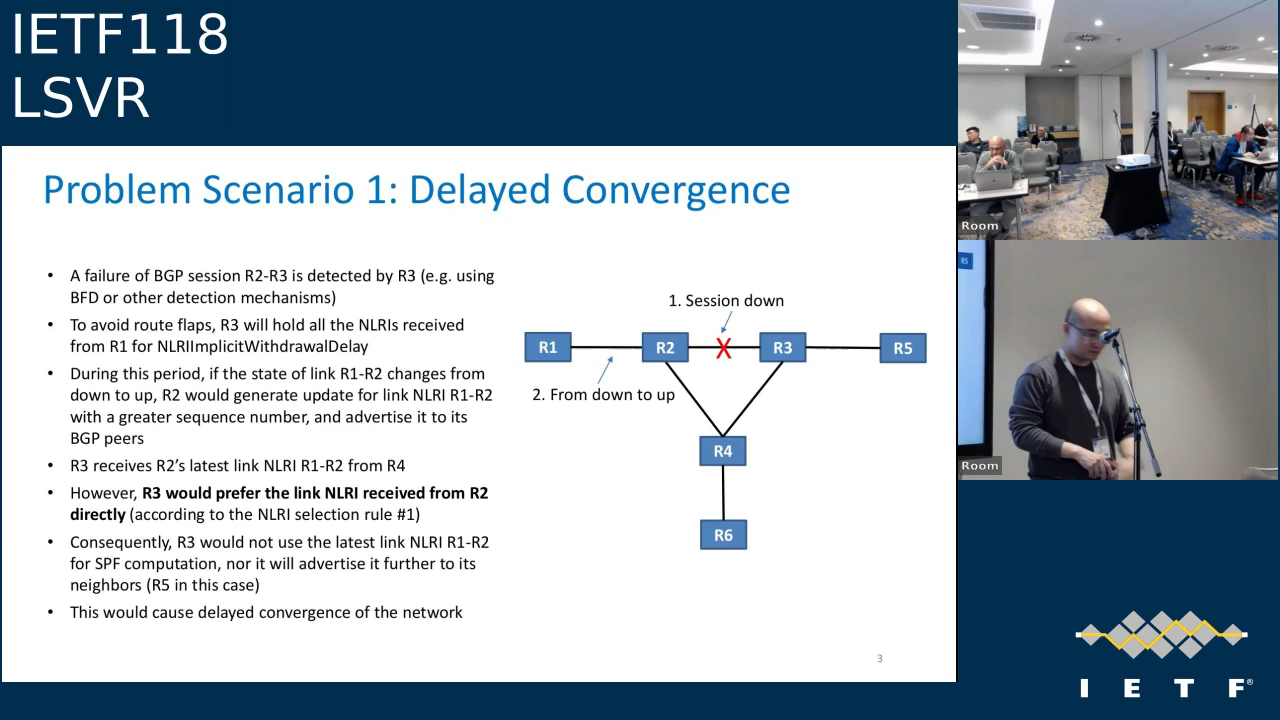 IETF118
LSVR
Problem Scenario 1: Delayed Convergence
• A failure of BGP session R2-R3 is detected by R3 (e.g. using
BFD or other detection mechanisms)
• To avoid route flaps, R3 will hold all the NLRIs received
from R1 for NLRIImplicitWithdrawalDelay
• During this period, if the state of link R1-R2 changes from
down to up, R2 would generate update for link NLRI R1-R2
with a greater sequence number, and advertise it to its
BGP peers
• R3 receives R2’s latest link NLRI R1-R2 from R4
• However, R3 would prefer the link NLRI received from R2
directly (according to the NLRI selection rule #1)
• Consequently, R3 would not use the latest link NLRI R1-R2
for SPF computation, nor it will advertise it further to its
neighbors (R5 in this case)
• This would cause delayed convergence of the network
1. Session down
R1
R2
X
R3
R5
2. From down to up
R4
R6
3
Room
R5
Room
I E T F®